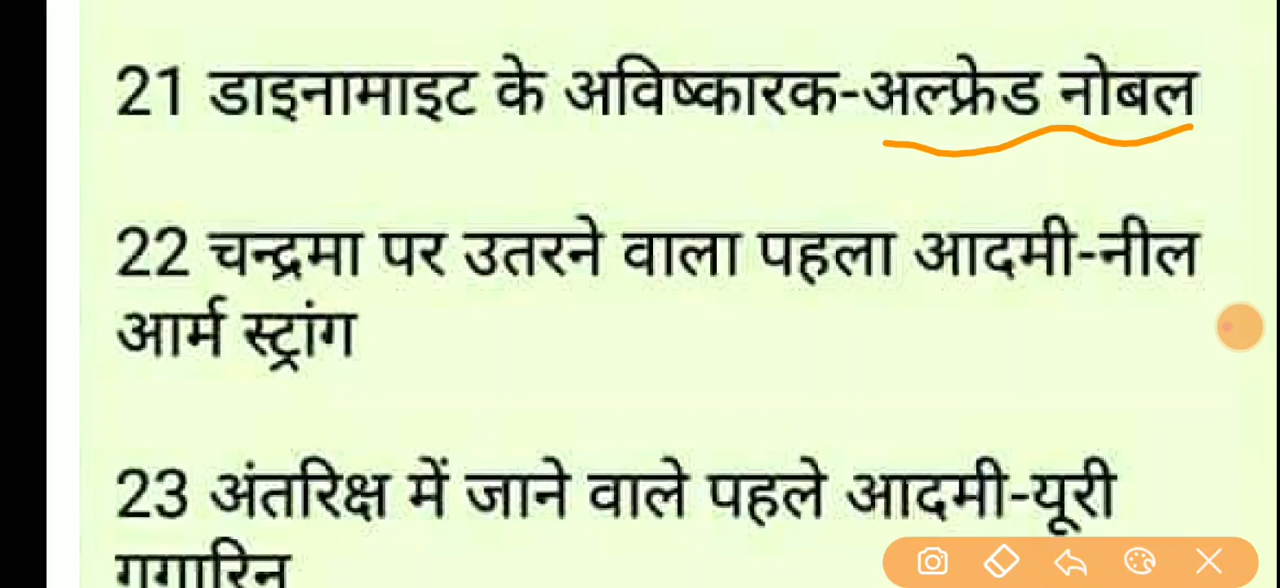 21 डाइनामाइट के अविष्कारक-अल्फ्रेड नोबल
22 चन्द्रमा पर उतरने वाला पहला आदमी-नील
आर्म स्ट्रांग
23 अंतरिक्ष में जाने वाले पहले आदमी-यूरी
गगारिन